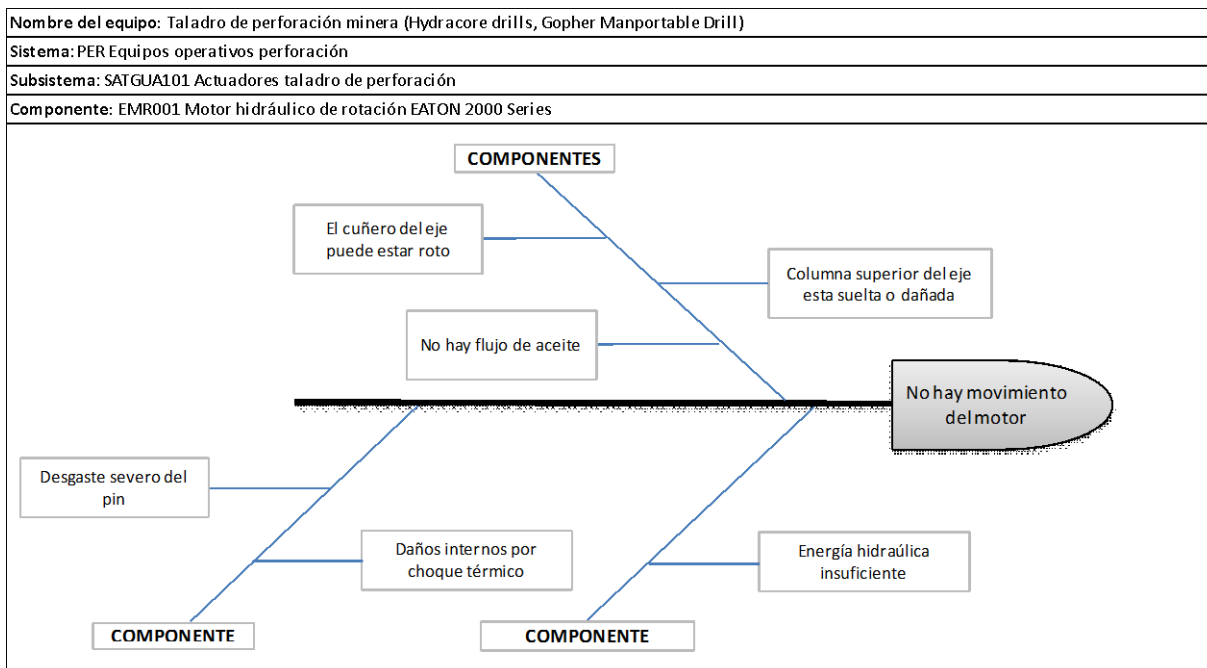 Nombre del equipo: Taladro de perforación minera (Hydracore drills, Gopher Manportable Drill)
Sistema: PER Equipos operativos perforación
Subsistema: SATGUA101 Actuadores taladro de perforación
Componente: EMR001 Motor hidráulico de rotación EATON 2000 Series
COMPONENTES
El cuñero del eje
puede estar roto
Columna superior del eje
esta suelta o dañada
No hay flujo de aceite
No hay movimiento
del motor
Desgaste severo del
pin
Daños internos por
choque térmico
Energía hidraúlica
insuficiente
COMPONENTE
COMPONENTE